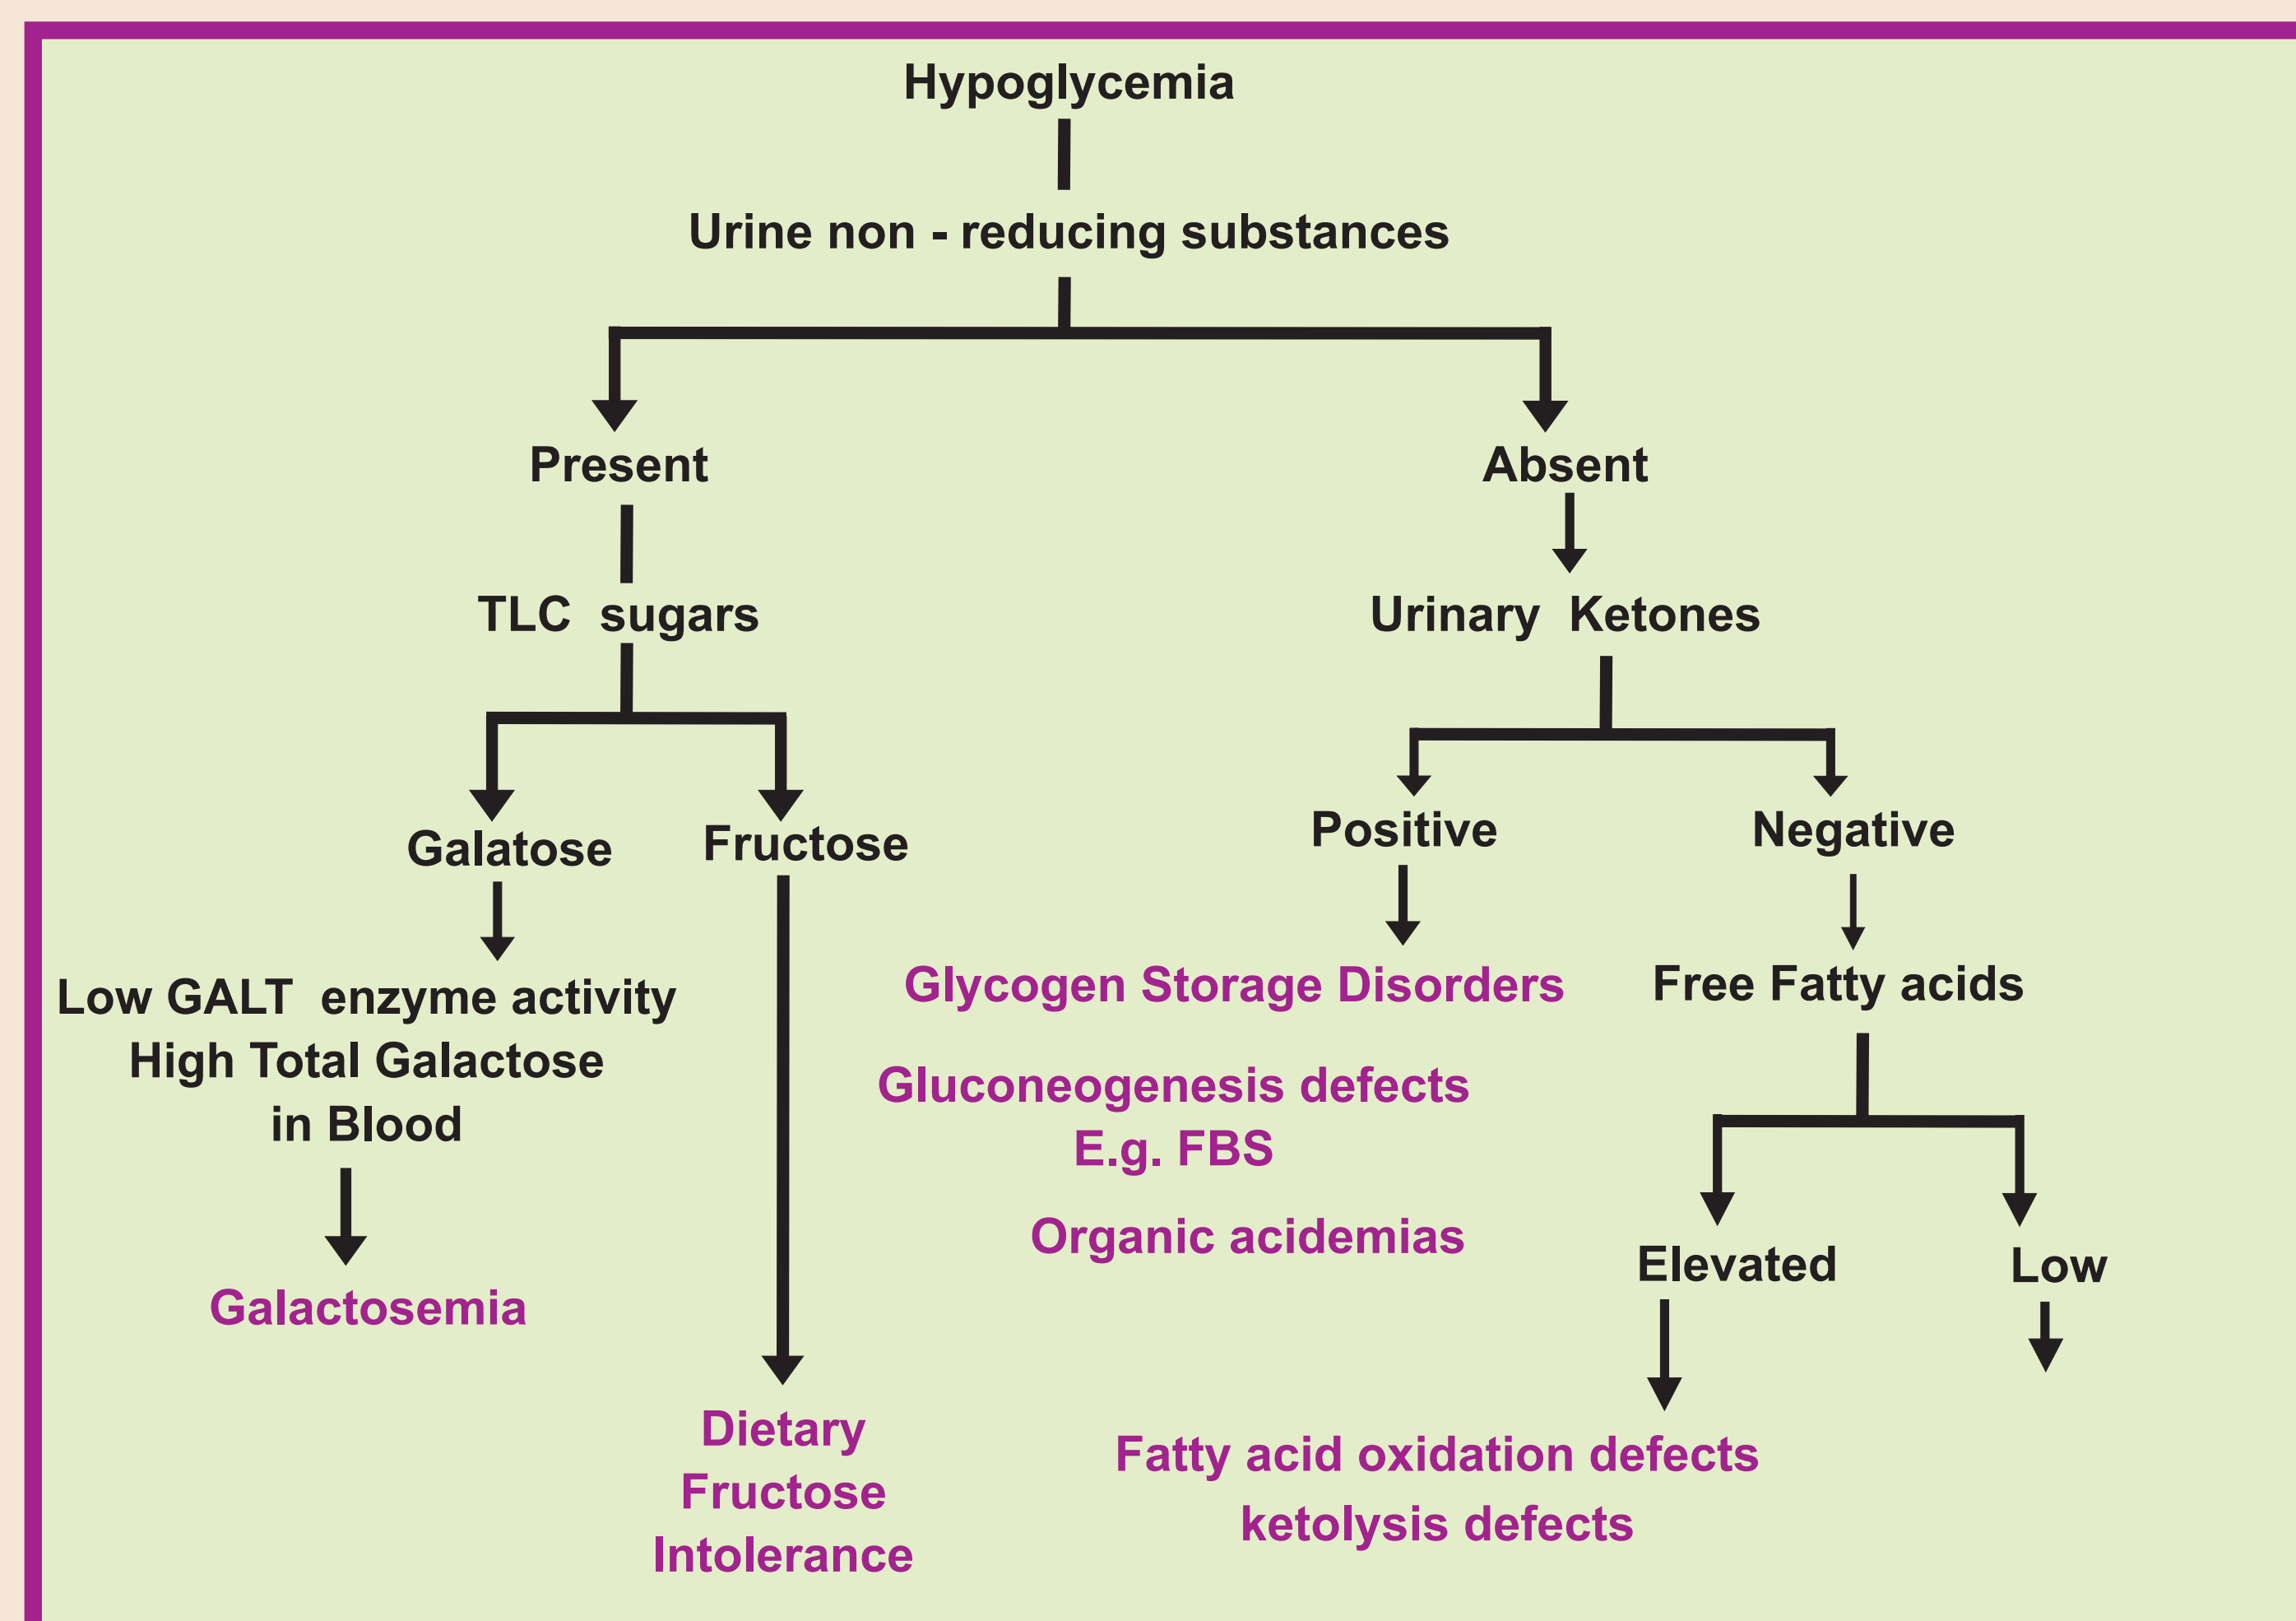 Hypoglycemia
Urine non - reducing substances
Present
Absent
TLC sugars
Urinary Ketones
Galatose
Fructose
Positive
Negative
Low GALT enzyme activity
High Total Galactose
in Blood
Glycogen Storage Disorders
Free Fatty acids
Gluconeogenesis defects
E.g. FBS
Organic acidemias
Elevated
Low
Galactosemia
Dietary
Fructose
Intolerance
Fatty acid oxidation defects
ketolysis defects